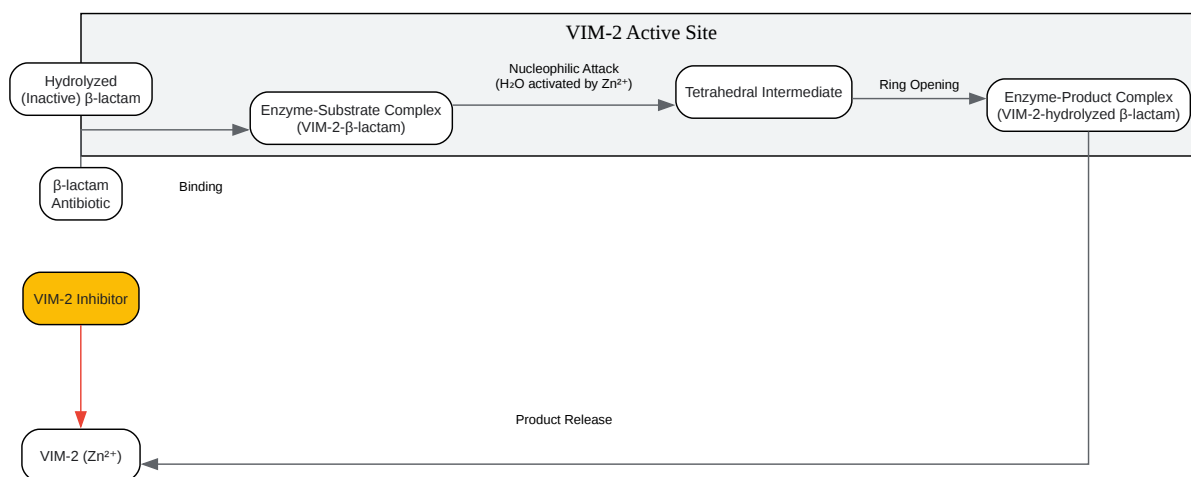 VIM-2 Active Site
Hydrolyzed
(Inactive) β-lactam
Nucleophilic Attack
(H₂O activated by Zn²⁺)
Enzyme-Substrate Complex
(VIM-2-β-lactam)
Tetrahedral Intermediate
Ring Opening
Enzyme-Product Complex
(VIM-2-hydrolyzed β-lactam)
β-lactam
Antibiotic
Binding
VIM-2 Inhibitor
Product Release
VIM-2 (Zn²⁺)